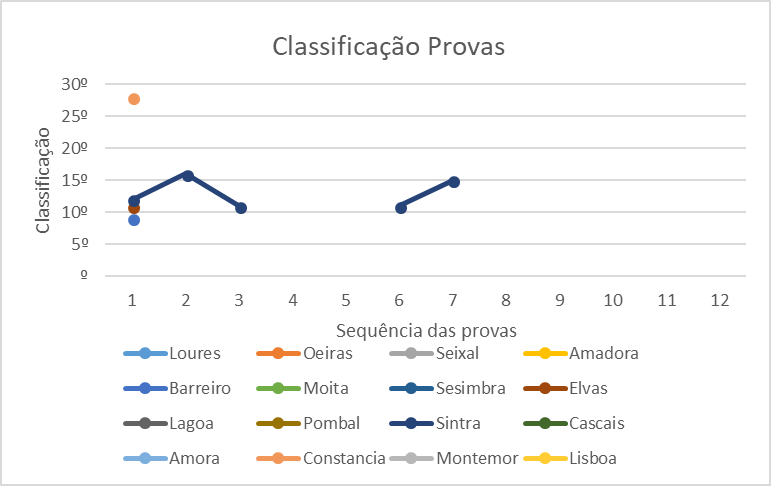 Classificação Provas
30º
25º
20º
15º
10º
5º
º
Classificação
1 2 3 4 5 6 7 8 9 10 11 12
Sequência das provas
Loures Oeiras Seixal Amadora
Barreiro Moita Sesimbra Elvas
Lagoa Pombal Sintra Cascais
Amora Constancia Montemor Lisboa